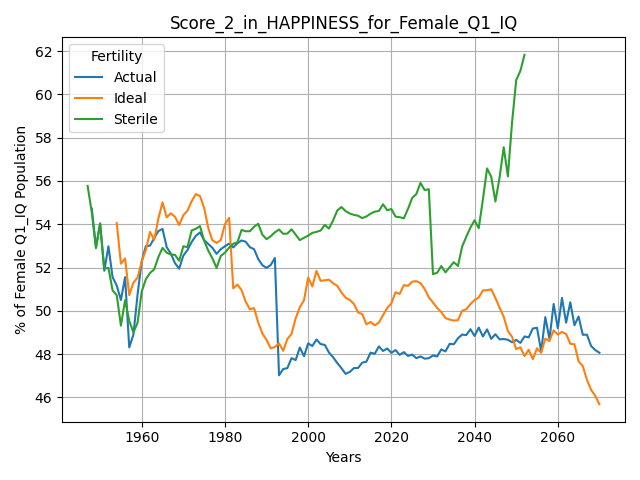 Score_2_in_HAPPINESS_for_Female_Q1_IQ
Fertility
Actual
Ideal
Sterile
% of Female Q1_IQ Population
62
60
58
56
54
52
50
48
46
1960
1980
2000
2020
2040
2060
Years